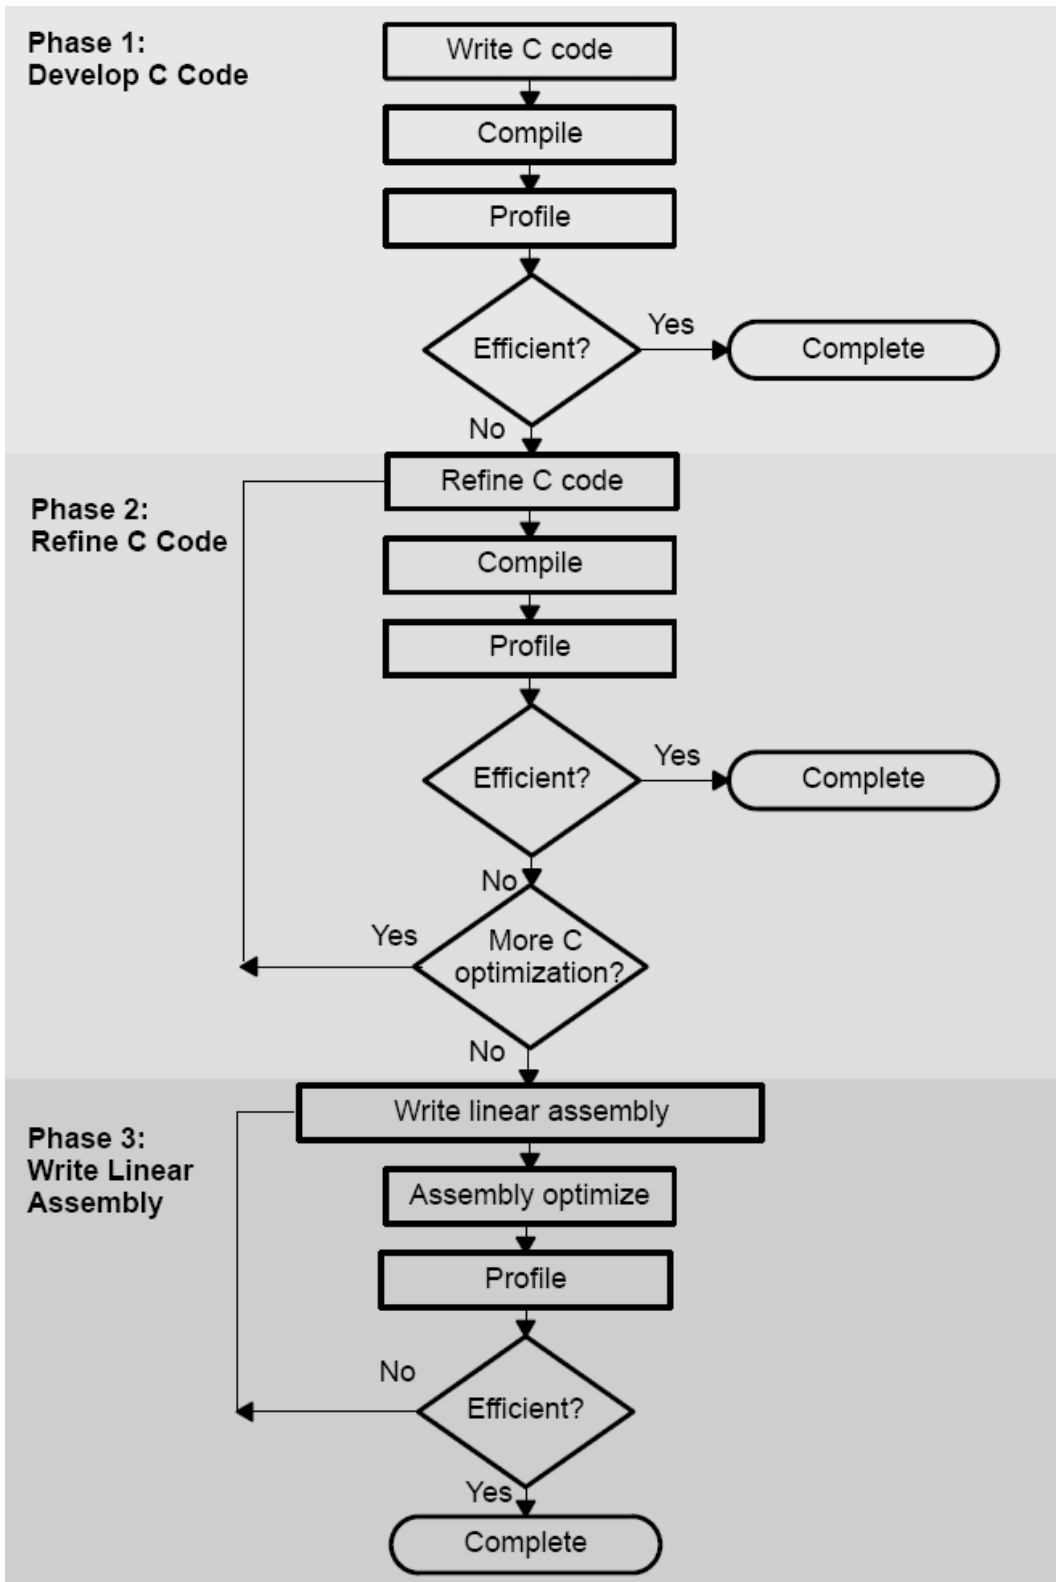 Phase 1:
Develop C Code
Write C code
Compile
Profile
Efficient?
Yes
Complete
No
Phase 2:
Refine C Code
Refine C code
Compile
Profile
Efficient?
Yes
Complete
No
More C
optimization?
Yes
No
Phase 3:
Write Linear
Assembly
Write linear assembly
Assembly optimize
Profile
Efficient?
No
Yes
Complete